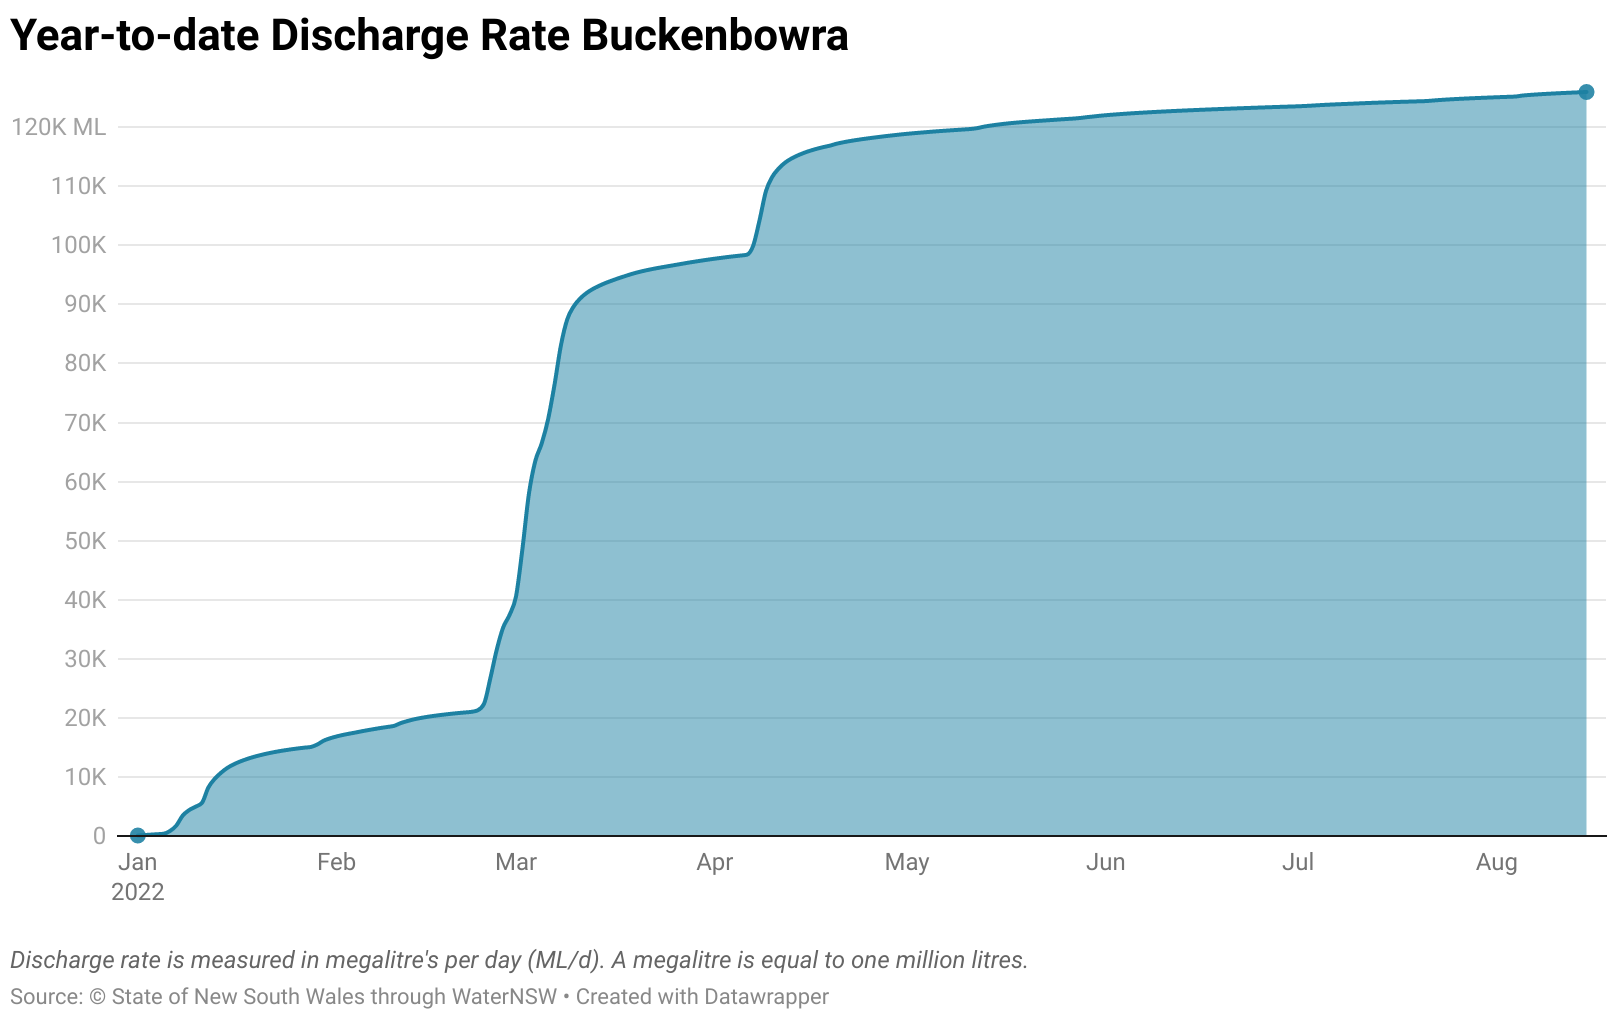 Year-to-date Discharge Rate Buckenbowra
120K ML
110K
100K
90K
80K
70K
60K
50K
40K
30K
20K
10K
0
Jan Feb Mar Apr May Jun Jul Aug
2022
Discharge rate is measured in megalitre's per day (ML/d). A megalitre is equal to one million litres.
Source: © State of New South Wales through WaterNSW • Created with Datawrapper